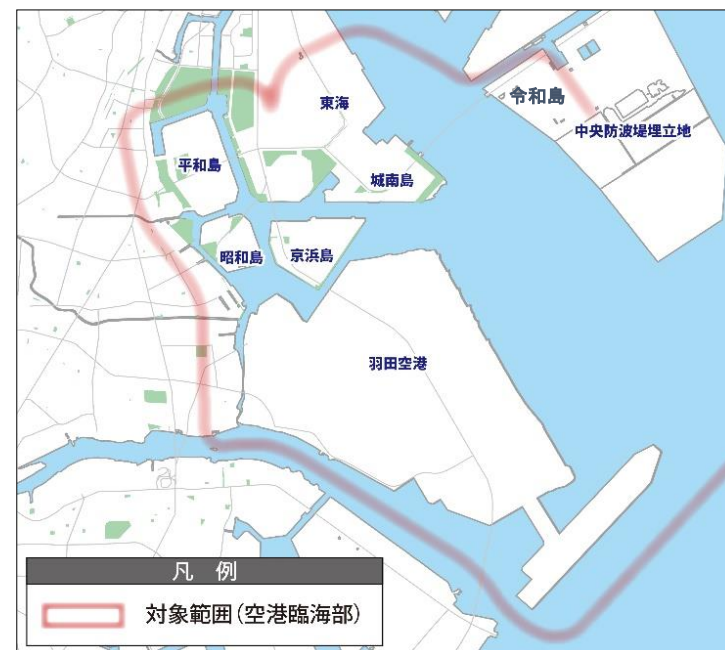 東海
令和島
中央防波堤埋立地
平和島
城南島
昭和島
京浜島
羽田空港
凡 例
対象範囲(空港臨海部)